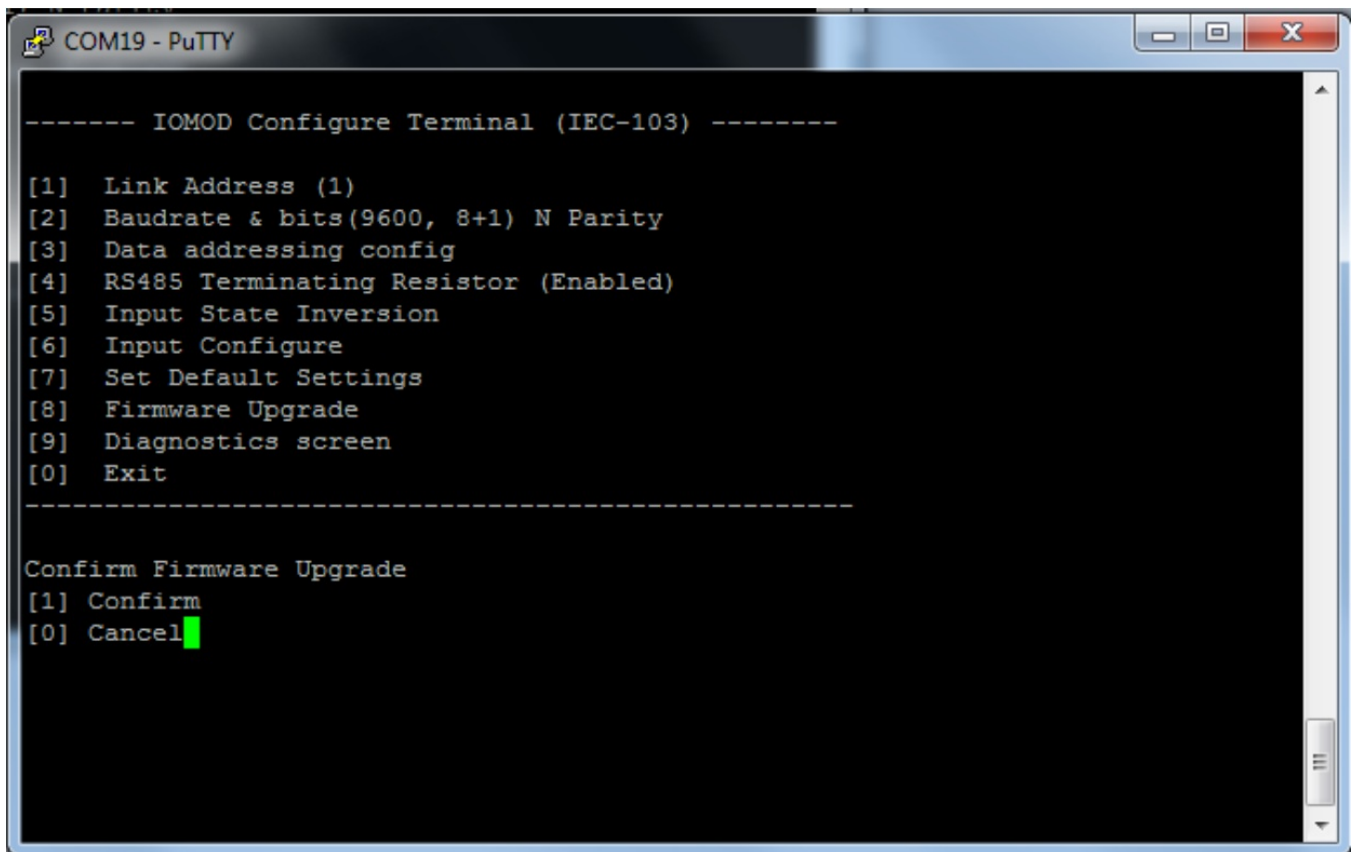 COM19 - PuTTY
------- IOMOD Configure Terminal (IEC-103) --------
[1]  Link Address (1)
[2]  Baudrate & bits(9600, 8+1) N Parity
[3]  Data addressing config
[4]  RS485 Terminating Resistor (Enabled)
[5]  Input State Inversion
[6]  Input Configure
[7]  Set Default Settings
[8]  Firmware Upgrade
[9]  Diagnostics screen
[0]  Exit
----------------------------------------------------
Confirm Firmware Upgrade
[1] Confirm
[0] Cancel